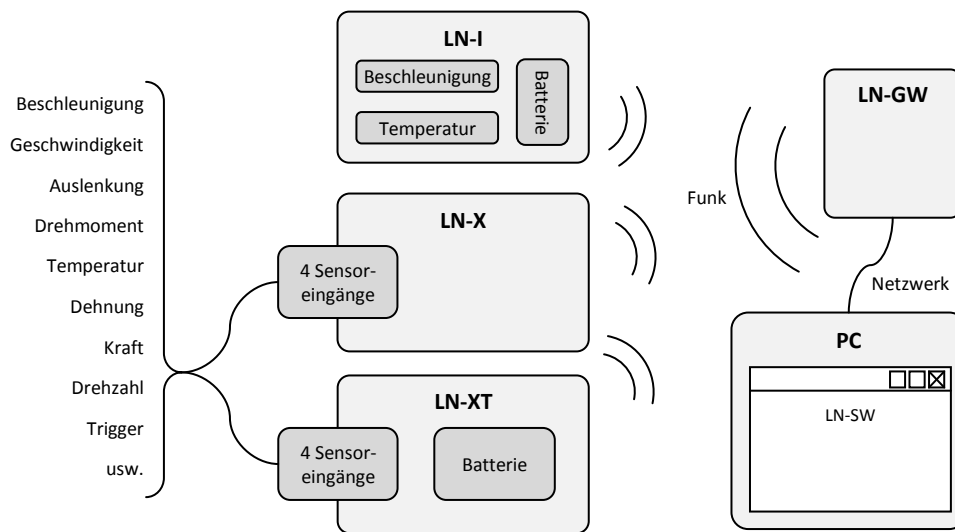 Beschleunigung
Geschwindigkeit
Auslenkung
Drehmoment
Temperatur
Dehnung
Kraft
Drehzahl
Trigger
usw.
LN-I
Beschleunigung
Temperatur
Batterie
LN-X
4 Sensor-
eingänge
LN-XT
4 Sensor-
eingänge
Batterie
Funk
LN-GW
Netzwerk
PC
LN-SW